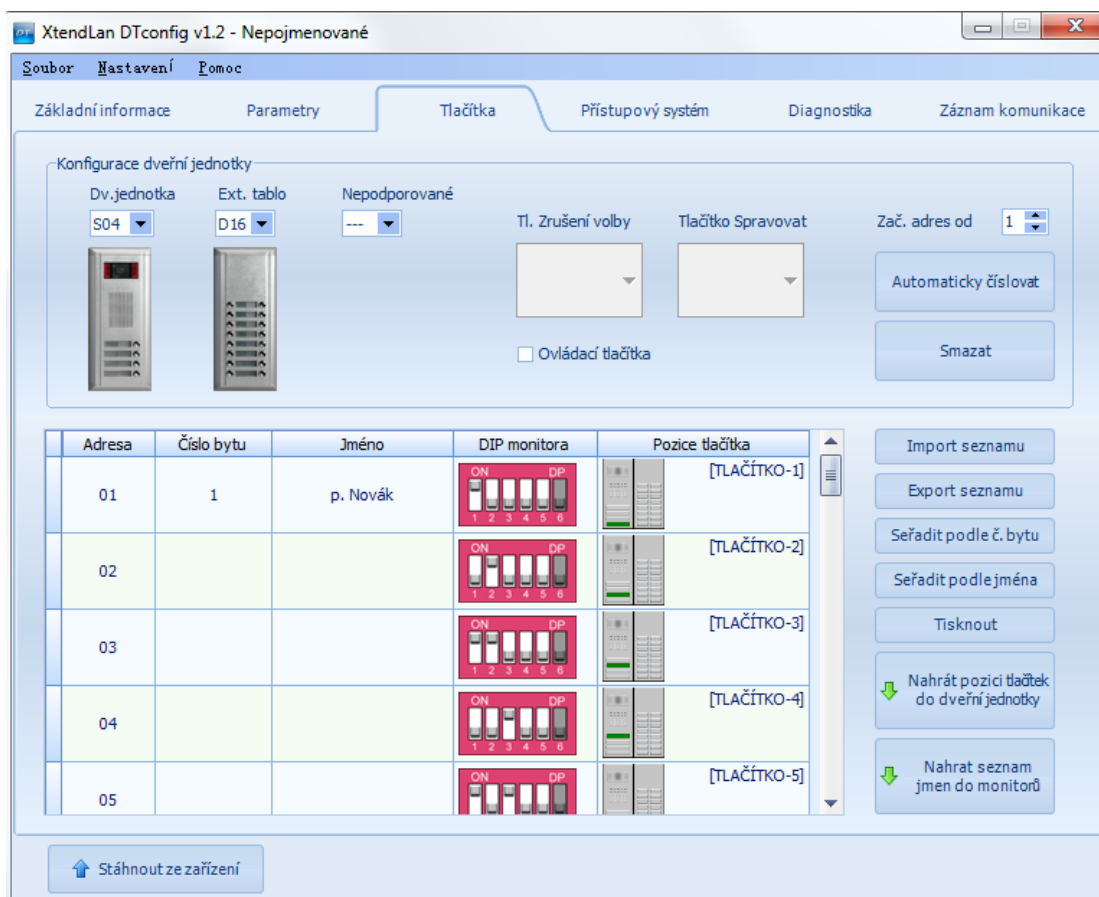 XtendLan DTconfig v1.2 - Nepojmenované
Soubor Nastavení Pomoc
Základní informace Parametry Tlačítka Přístupový systém Diagnostika Záznam komunikace
Konfigurace dveřní jednotky
Dv.jednotka Ext. tablo Nepodporované
S04 D16 ---
Tl. Zrušení volby Tlačítko Spravovat Zač. adres od 1
Automaticky číslovat
Ovládací tlačítka
Smazat
Adresa Číslo bytu Jméno DIP monitora Pozice tlačítka
01 1 p. Novák ON DP 1 2 3 4 5 6 [TLAČÍTKO-1]
02 ON DP 1 2 3 4 5 6 [TLAČÍTKO-2]
03 ON DP 1 2 3 4 5 6 [TLAČÍTKO-3]
04 ON DP 1 2 3 4 5 6 [TLAČÍTKO-4]
05 ON DP [TLAČÍTKO-5]
Import seznamu
Export seznamu
Seřadit podle č. bytu
Seřadit podle jména
Tisknout
Nahrát pozici tlačítek
do dveřní jednotky
Nahrat seznam
jmen do monitorů
Stáhnout ze zařízení